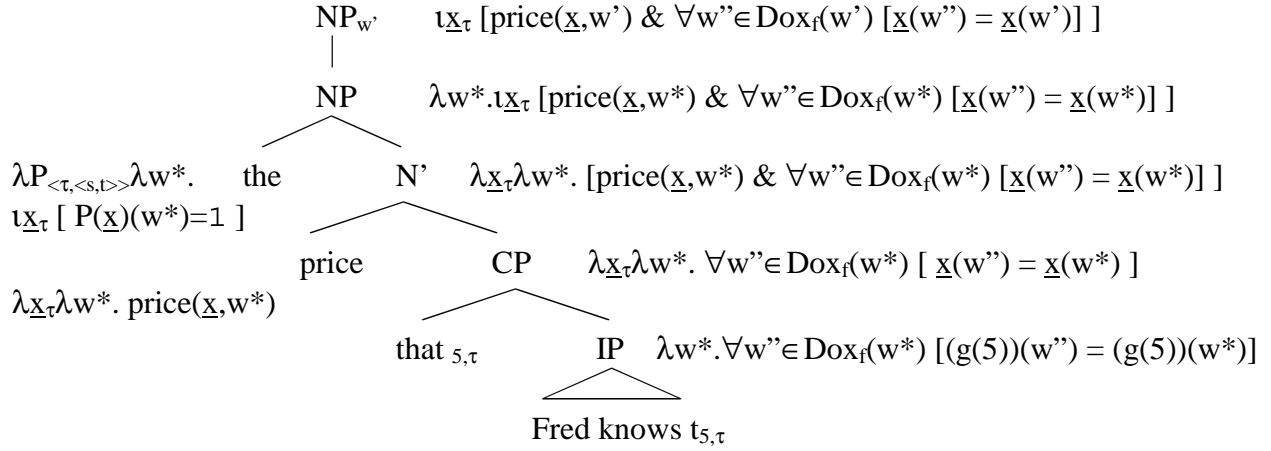 NPw' ιx̲τ [price(x̲,w') & ∀w”∈Doxf(w') [x̲(w”) = x̲(w')] ]
NP λw*.ιx̲τ [price(x̲,w*) & ∀w”∈Doxf(w*) [x̲(w”) = x̲(w*)] ]
λP<τ,<s,t>>λw*. the N’ λx̲τλw*. [price(x̲,w*) & ∀w”∈Doxf(w*) [x̲(w”) = x̲(w*)] ]
ιx̲τ [ P(x̲)(w*)=1 ]
price CP λx̲τλw*. ∀w”∈Doxf(w*) [ x̲(w”) = x̲(w*) ]
λx̲τλw*. price(x̲,w*)
that 5,τ IP λw*.∀w”∈Doxf(w*) [(g(5))(w”) = (g(5))(w*)]
Fred knows t5,τ